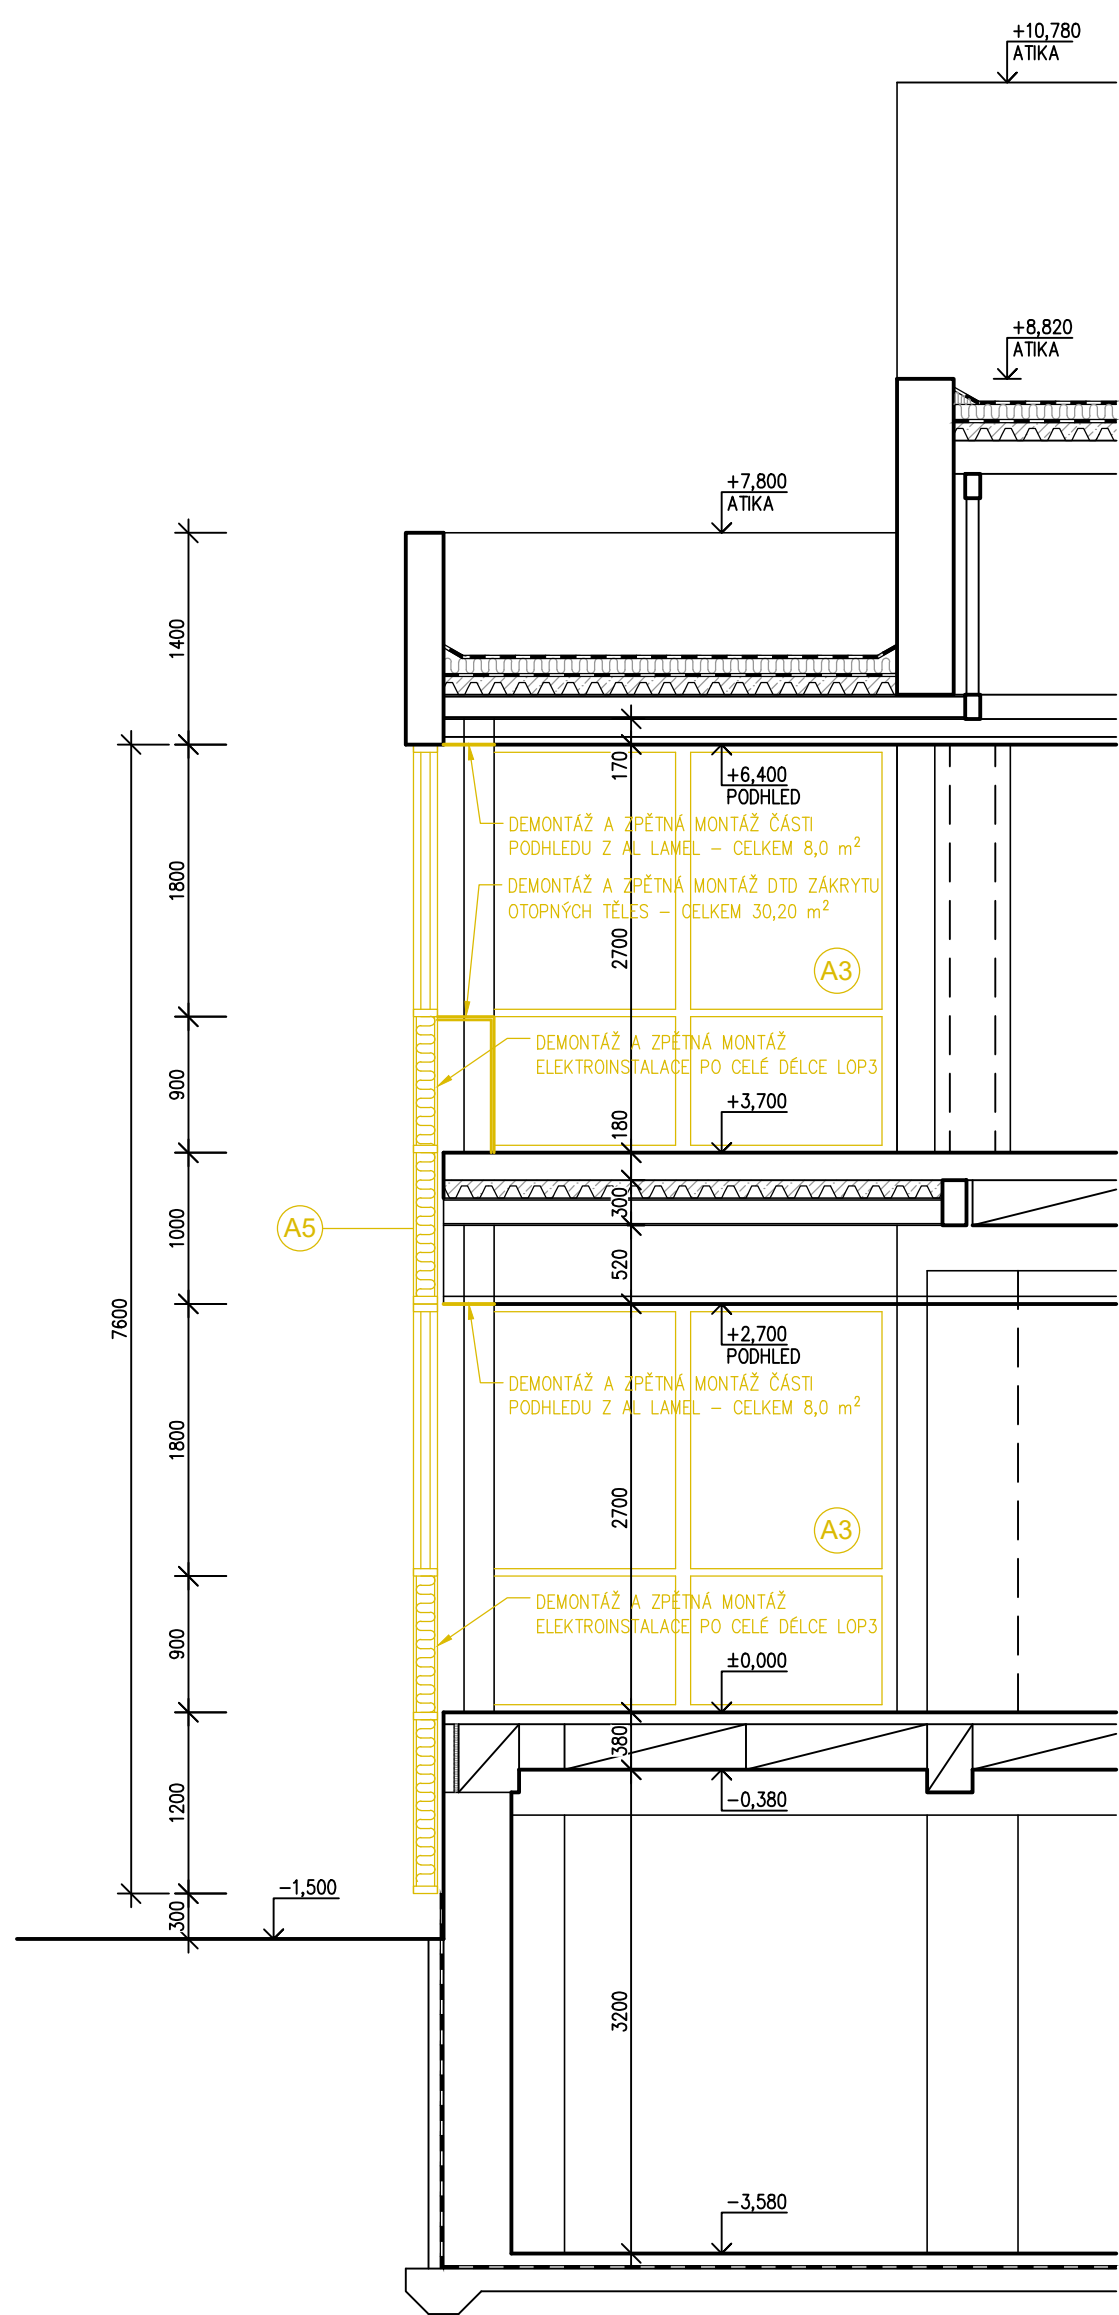 +10,780
ATIKA
+8,820
ATIKA
+7,800
ATIKA
1400
170
+6,400
PODHLED
DEMONTÁŽ A ZPĚTNÁ MONTÁŽ ČÁSTI
PODHLEDU Z AL LAMEL – CELKEM 8,0 m²
1800
DEMONTÁŽ A ZPĚTNÁ MONTÁŽ DTD ZÁKRYTU
OTOPNÝCH TĚLES – CELKEM 30,20 m²
2700
A3
DEMONTÁŽ A ZPĚTNÁ MONTÁŽ
ELEKTROINSTALACE PO CELÉ DÉLCE LOP3
900
+3,700
180
300
A5
1000
520
7600
+2,700
PODHLED
DEMONTÁŽ A ZPĚTNÁ MONTÁŽ ČÁSTI
PODHLEDU Z AL LAMEL – CELKEM 8,0 m²
1800
2700
A3
DEMONTÁŽ A ZPĚTNÁ MONTÁŽ
ELEKTROINSTALACE PO CELÉ DÉLCE LOP3
900
±0,000
380
-0,380
1200
-1,500
300
3200
-3,580